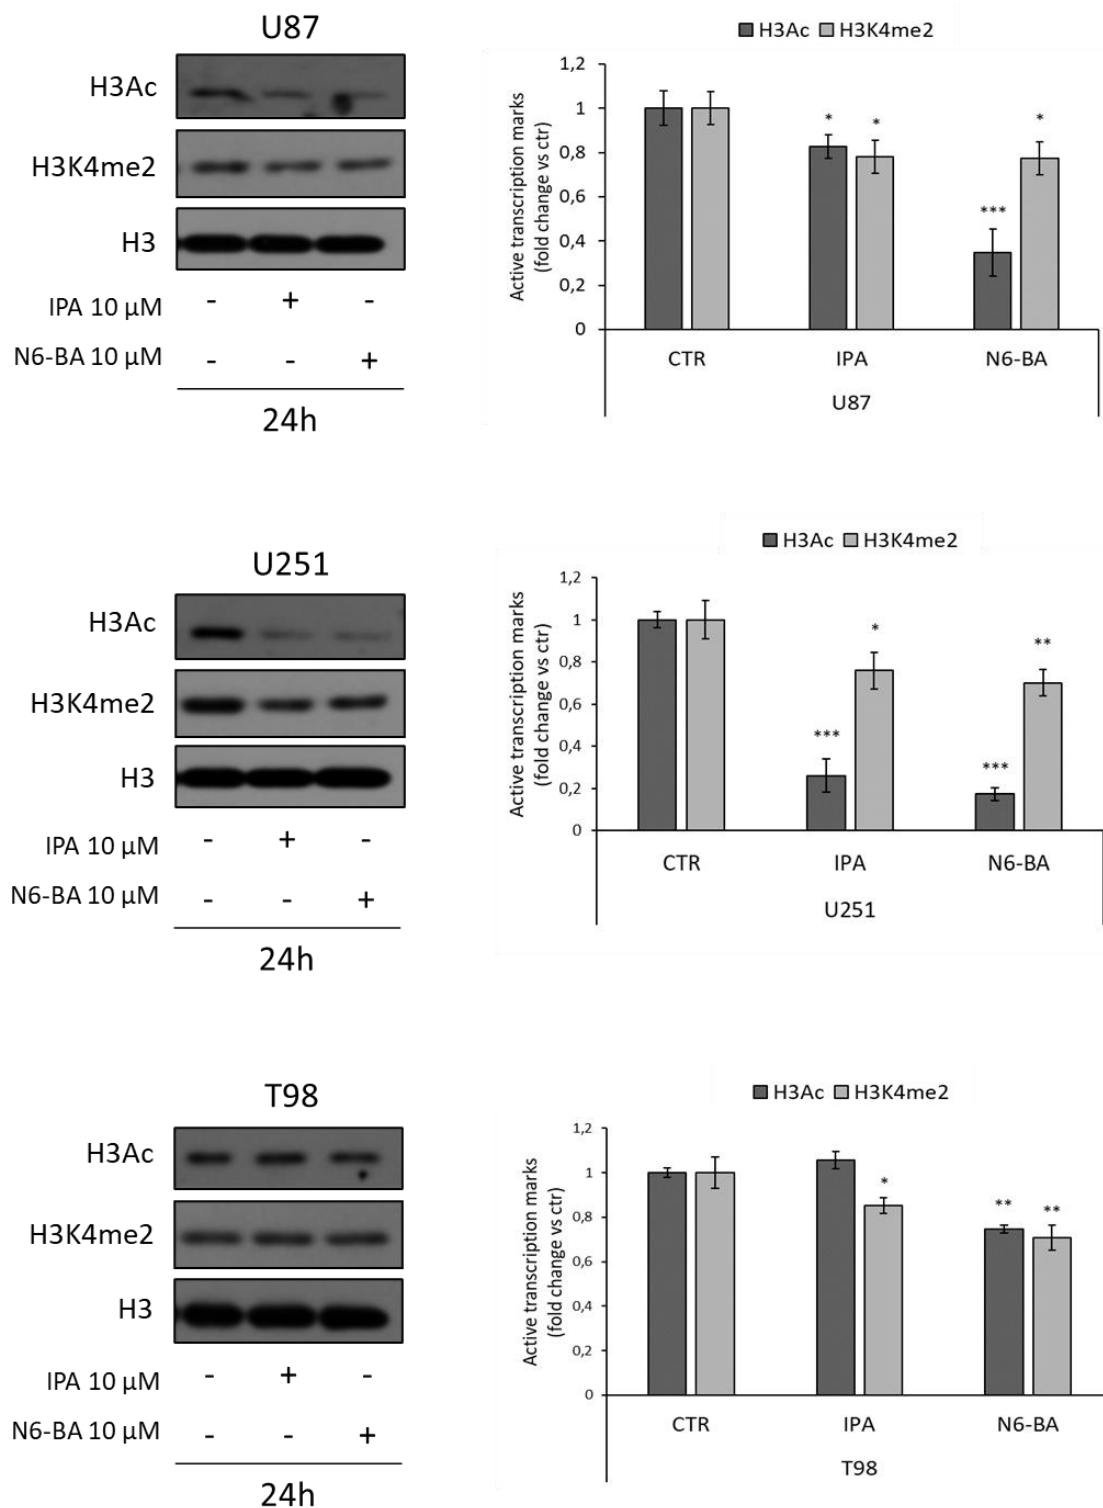 U87
H3Ac
H3K4me2
H3
IPA 10 µM - + -
N6-BA 10 µM - - +
24h
H3Ac H3K4me2
Active transcription marks
(fold change vs ctr)
1,2
1
0,8
0,6
0,4
0,2
0
* * *** *
CTR IPA N6-BA
U87
U251
H3Ac
H3K4me2
H3
IPA 10 µM - + -
N6-BA 10 µM - - +
24h
H3Ac H3K4me2
Active transcription marks
(fold change vs ctr)
1,2
1
0,8
0,6
0,4
0,2
0
*** * *** **
CTR IPA N6-BA
U251
T98
H3Ac
H3K4me2
H3
IPA 10 µM - + -
N6-BA 10 µM - - +
24h
H3Ac H3K4me2
Active transcription marks
(fold change vs ctr)
1,2
1
0,8
0,6
0,4
0,2
0
* ** **
CTR IPA N6-BA
T98